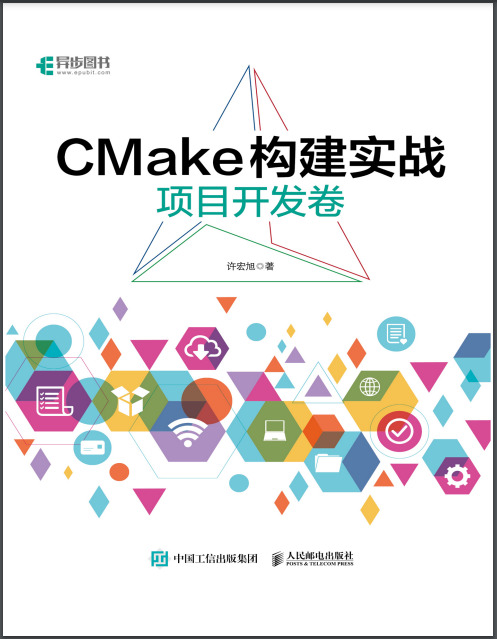 异步图书
www.epubit.com
CMake构建实战
项目开发卷
许宏旭◎著
中国工信出版集团
人民邮电出版社
POSTS & TELECOM PRESS